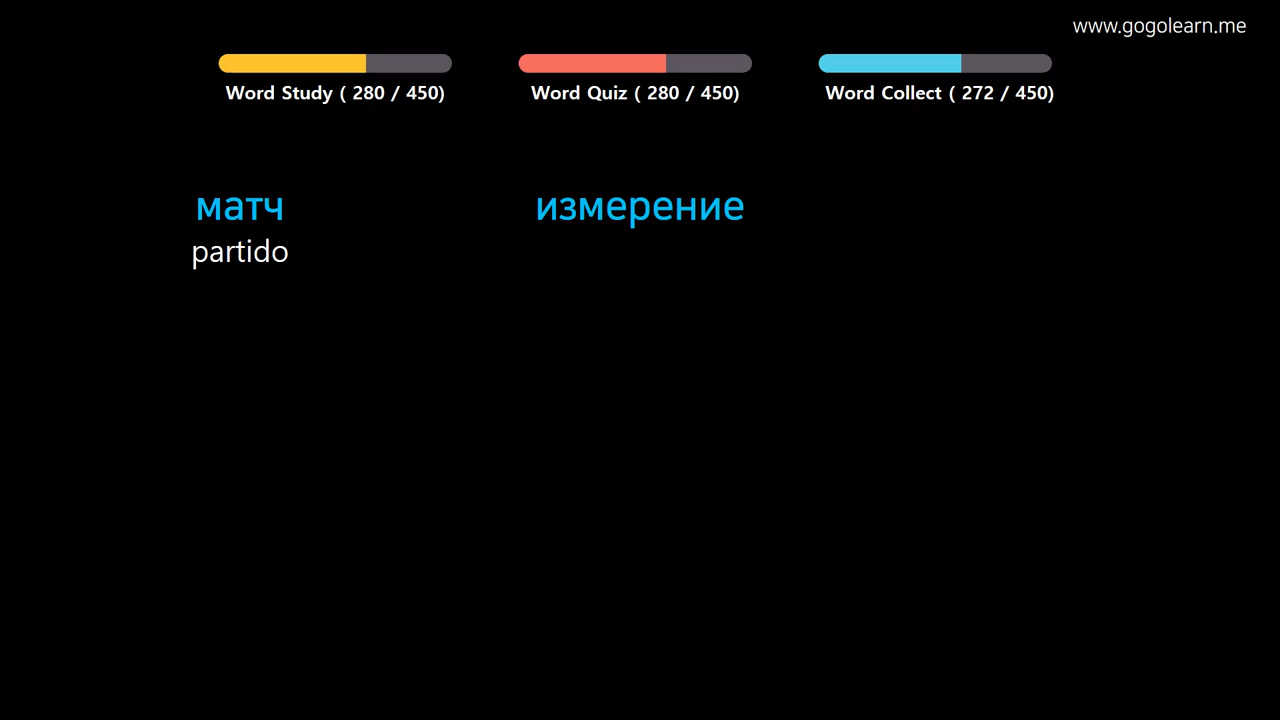 www.gogolearn.me
Word Study ( 280 / 450)
Word Quiz ( 280 / 450)
Word Collect ( 272 / 450)
матч
измерение
partido